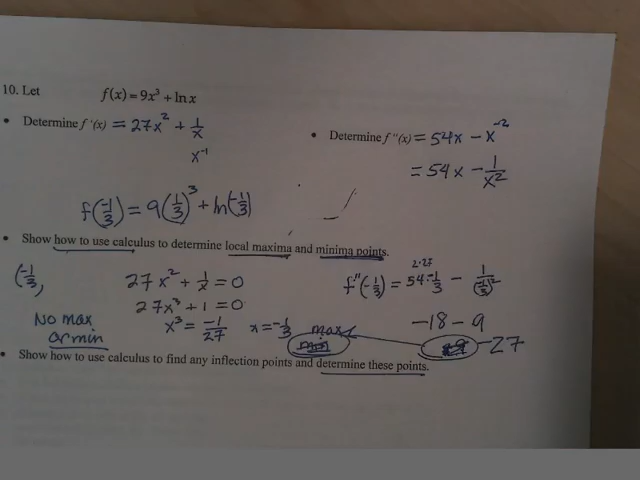 10. Let f(x) = 9x³ + ln x
• Determine f '(x) = 27x² + 1/x
x⁻¹
• Determine f ''(x) = 54x − x⁻²
= 54x − 1/x²
f(-1/3) = 9(1/3)³ + ln(-1/3)
• Show how to use calculus to determine local maxima and minima points.
(-1/3,
27x² + 1/x = 0
27x³ + 1 = 0
x³ = -1/27 x = -1/3 max
No max
or min
2·27
f''(-1/3) = 54·-1/3 − 1/(-1/3)²
-18 - 9
-27
• Show how to use calculus to find any inflection points and determine these points.